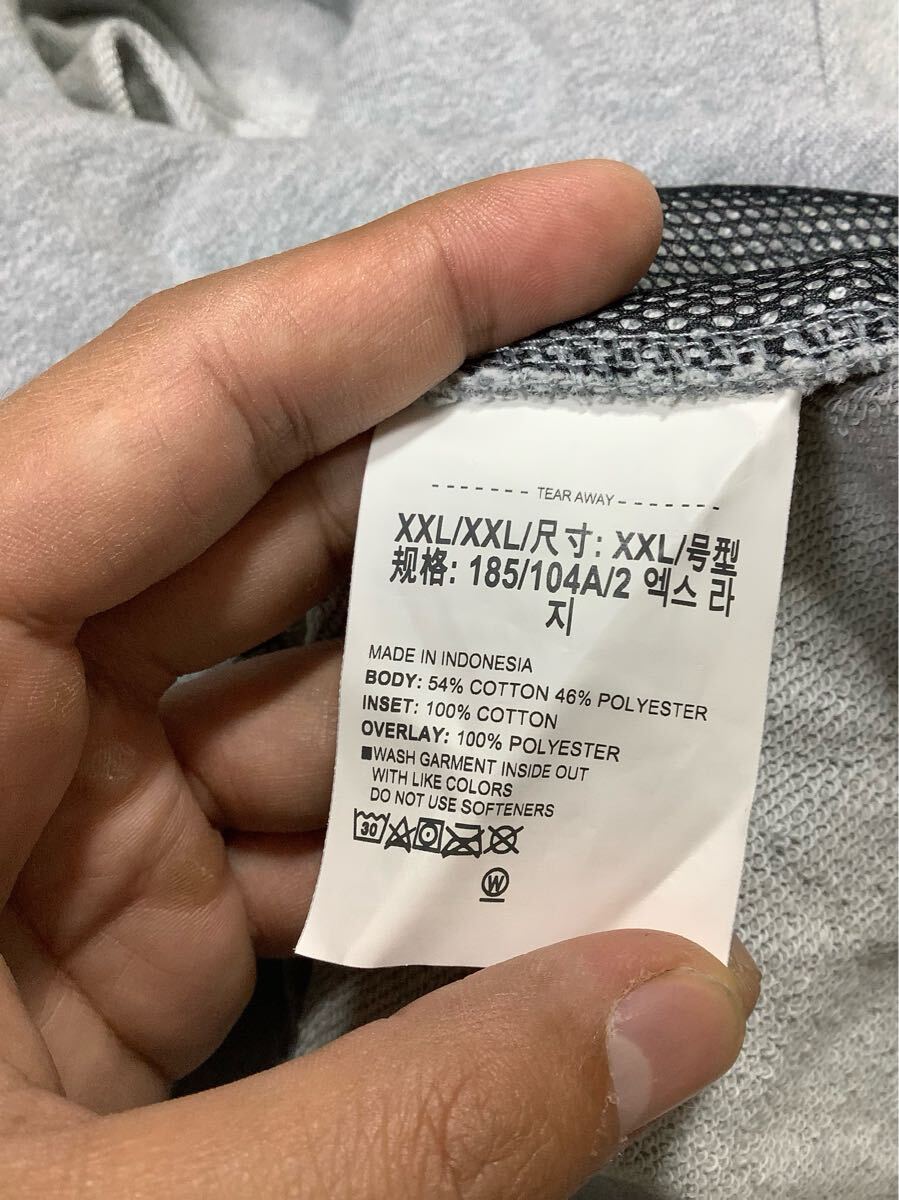 ------- TEAR AWAY -------
XXL/XXL/尺寸: XXL/号型
规格: 185/104A/2 엑스 라
지
MADE IN INDONESIA
BODY: 54% COTTON 46% POLYESTER
INSET: 100% COTTON
OVERLAY: 100% POLYESTER
■WASH GARMENT INSIDE OUT
WITH LIKE COLORS
DO NOT USE SOFTENERS
30
W